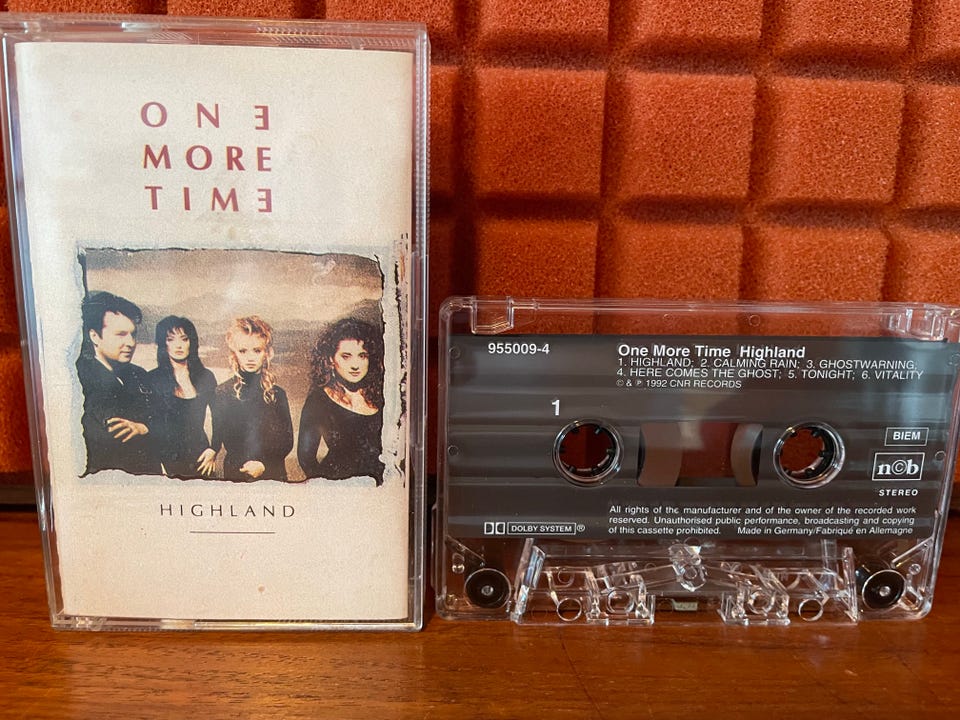 ONƎ
MORE
TIMƎ
HIGHLAND
955009-4
One More Time Highland
1. HIGHLAND; 2. CALMING RAIN; 3. GHOSTWARNING;
4. HERE COMES THE GHOST; 5. TONIGHT; 6. VITALITY
© & ℗ 1992 CNR RECORDS
1
BIEM
n©b
STEREO
All rights of the manufacturer and of the owner of the recorded work
reserved. Unauthorised public performance, broadcasting and copying
of this cassette prohibited. Made in Germany/Fabriqué en Allemagne
DOLBY SYSTEM®